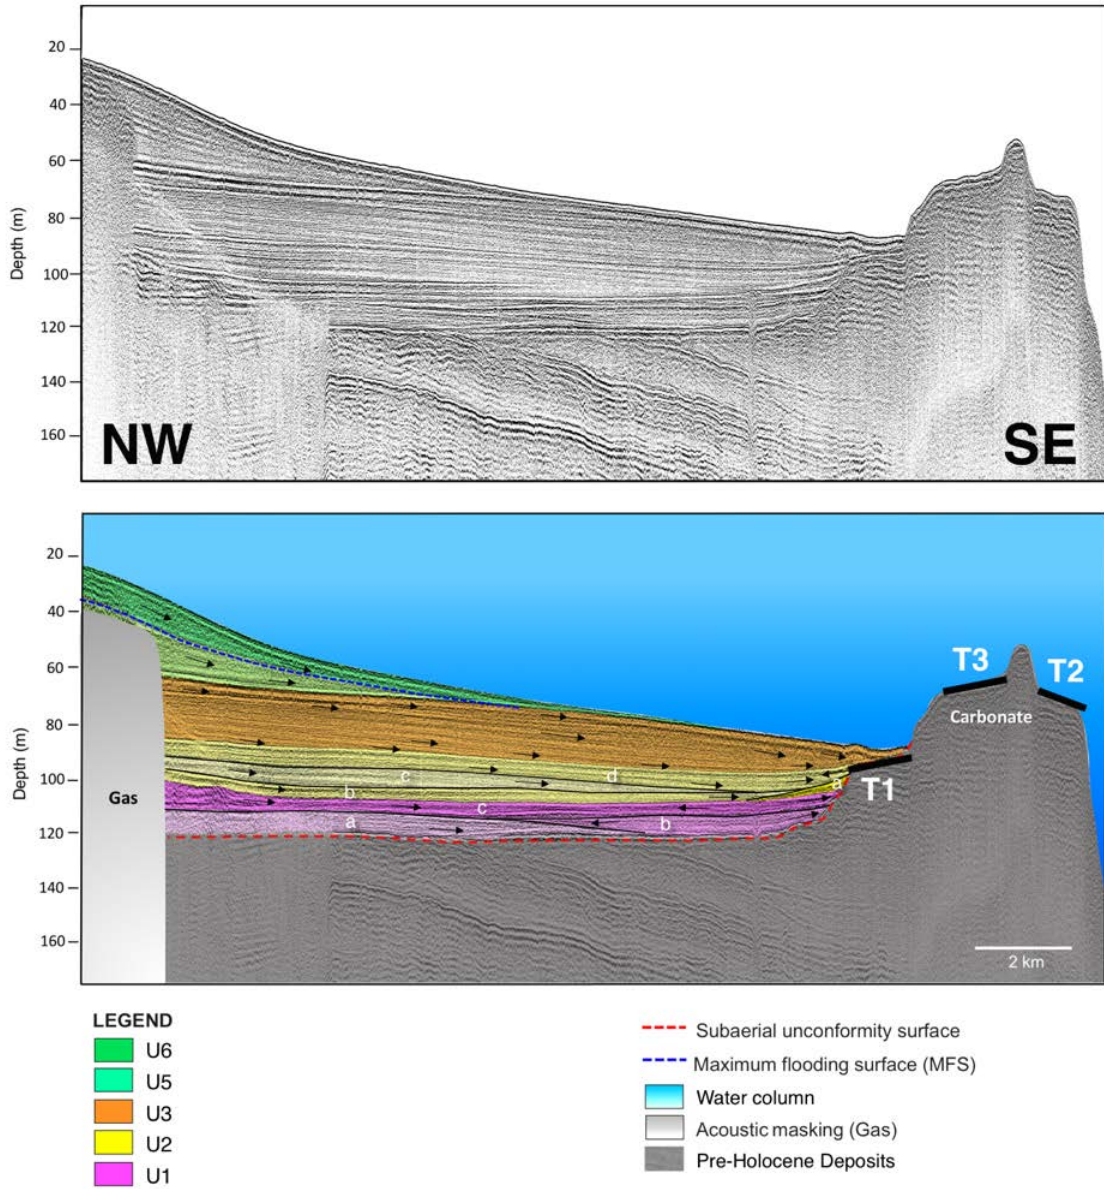 20
40
60
80
100
120
140
160
Depth (m)
NW
SE
20
40
60
80
100
120
140
160
Depth (m)
T3
T2
Carbonate
T1
Gas
c
d
a
b
c
a
b
2 km
LEGEND
U6
U5
U3
U2
U1
Subaerial unconformity surface
Maximum flooding surface (MFS)
Water column
Acoustic masking (Gas)
Pre-Holocene Deposits